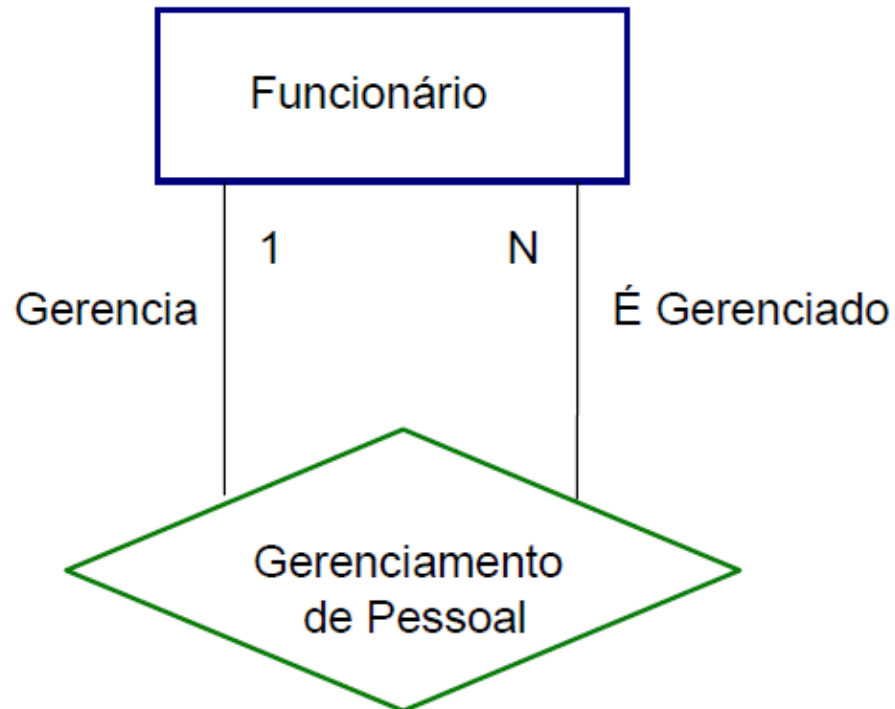 Funcionário
1
N
Gerencia
É Gerenciado
Gerenciamento
de Pessoal